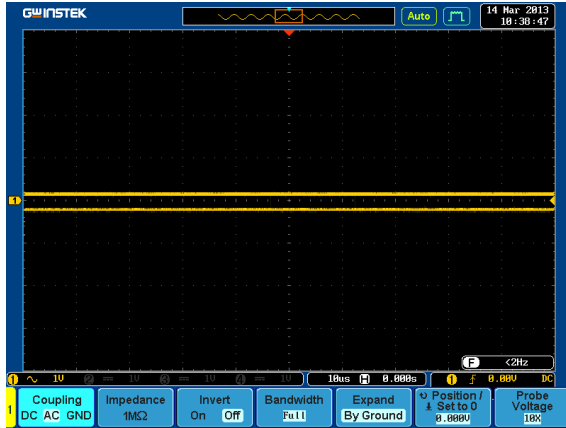 GWINSTEK
Auto
14 Mar 2013
10:38:47
1
F <2Hz
1 ∿ 1V 2 == 1V 3 == 1V 4 == 1V
10us H 0.000s
1 f 0.00V DC
1
Coupling
DC AC GND
Impedance
1MΩ
Invert
On Off
Bandwidth
Full
Expand
By Ground
Position /
Set to 0
0.000V
Probe
Voltage
10X